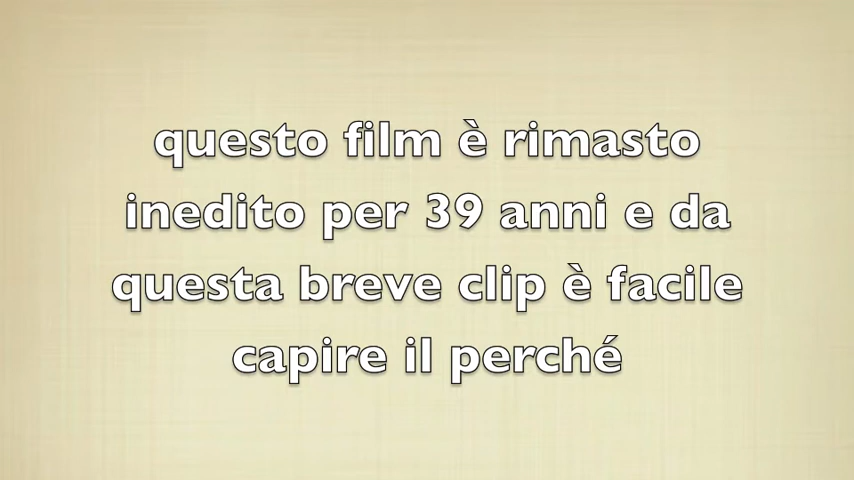 questo film è rimasto
inedito per 39 anni e da
questa breve clip è facile
capire il perché